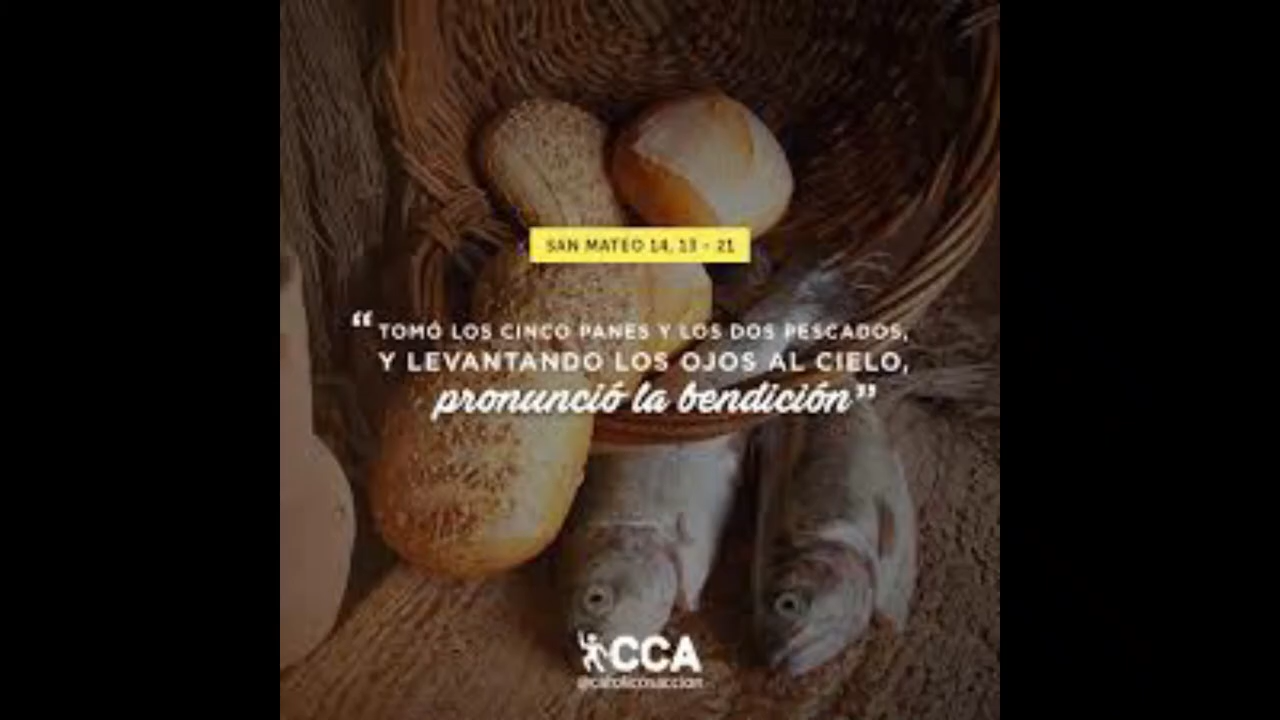 SAN MATEO 14, 13 - 21
“TOMÓ LOS CINCO PANES Y LOS DOS PESCADOS,
Y LEVANTANDO LOS OJOS AL CIELO,
pronunció la bendición”
CCA
@catolicosaccion